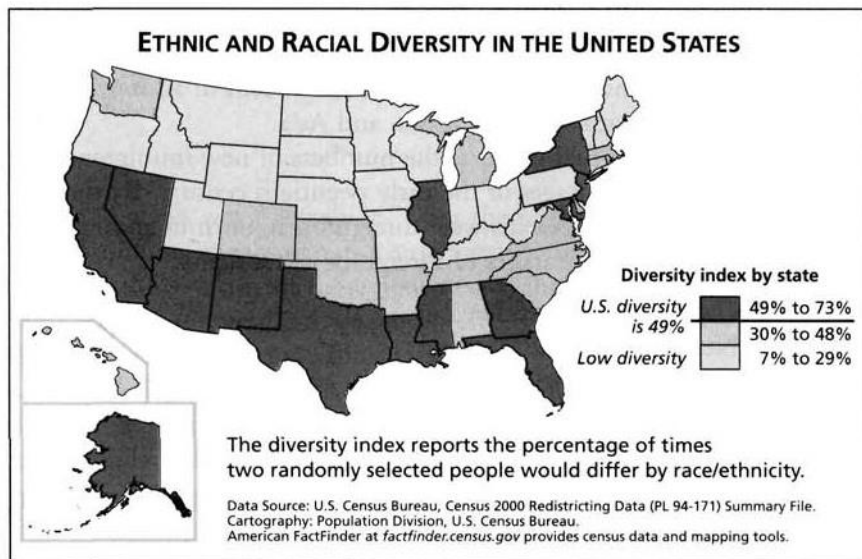 ETHNIC AND RACIAL DIVERSITY IN THE UNITED STATES
Diversity index by state
U.S. diversity
is 49%
49% to 73%
30% to 48%
Low diversity
7% to 29%
The diversity index reports the percentage of times
two randomly selected people would differ by race/ethnicity.
Data Source: U.S. Census Bureau, Census 2000 Redistricting Data (PL 94-171) Summary File.
Cartography: Population Division, U.S. Census Bureau.
American FactFinder at factfinder.census.gov provides census data and mapping tools.